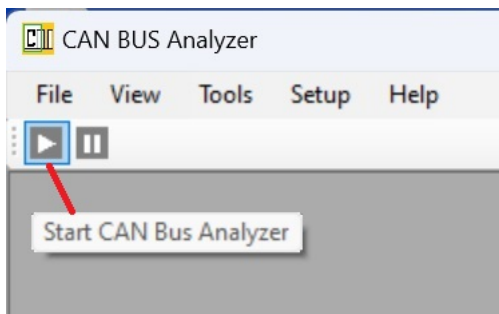 CAN BUS Analyzer
File View Tools Setup Help
Start CAN Bus Analyzer